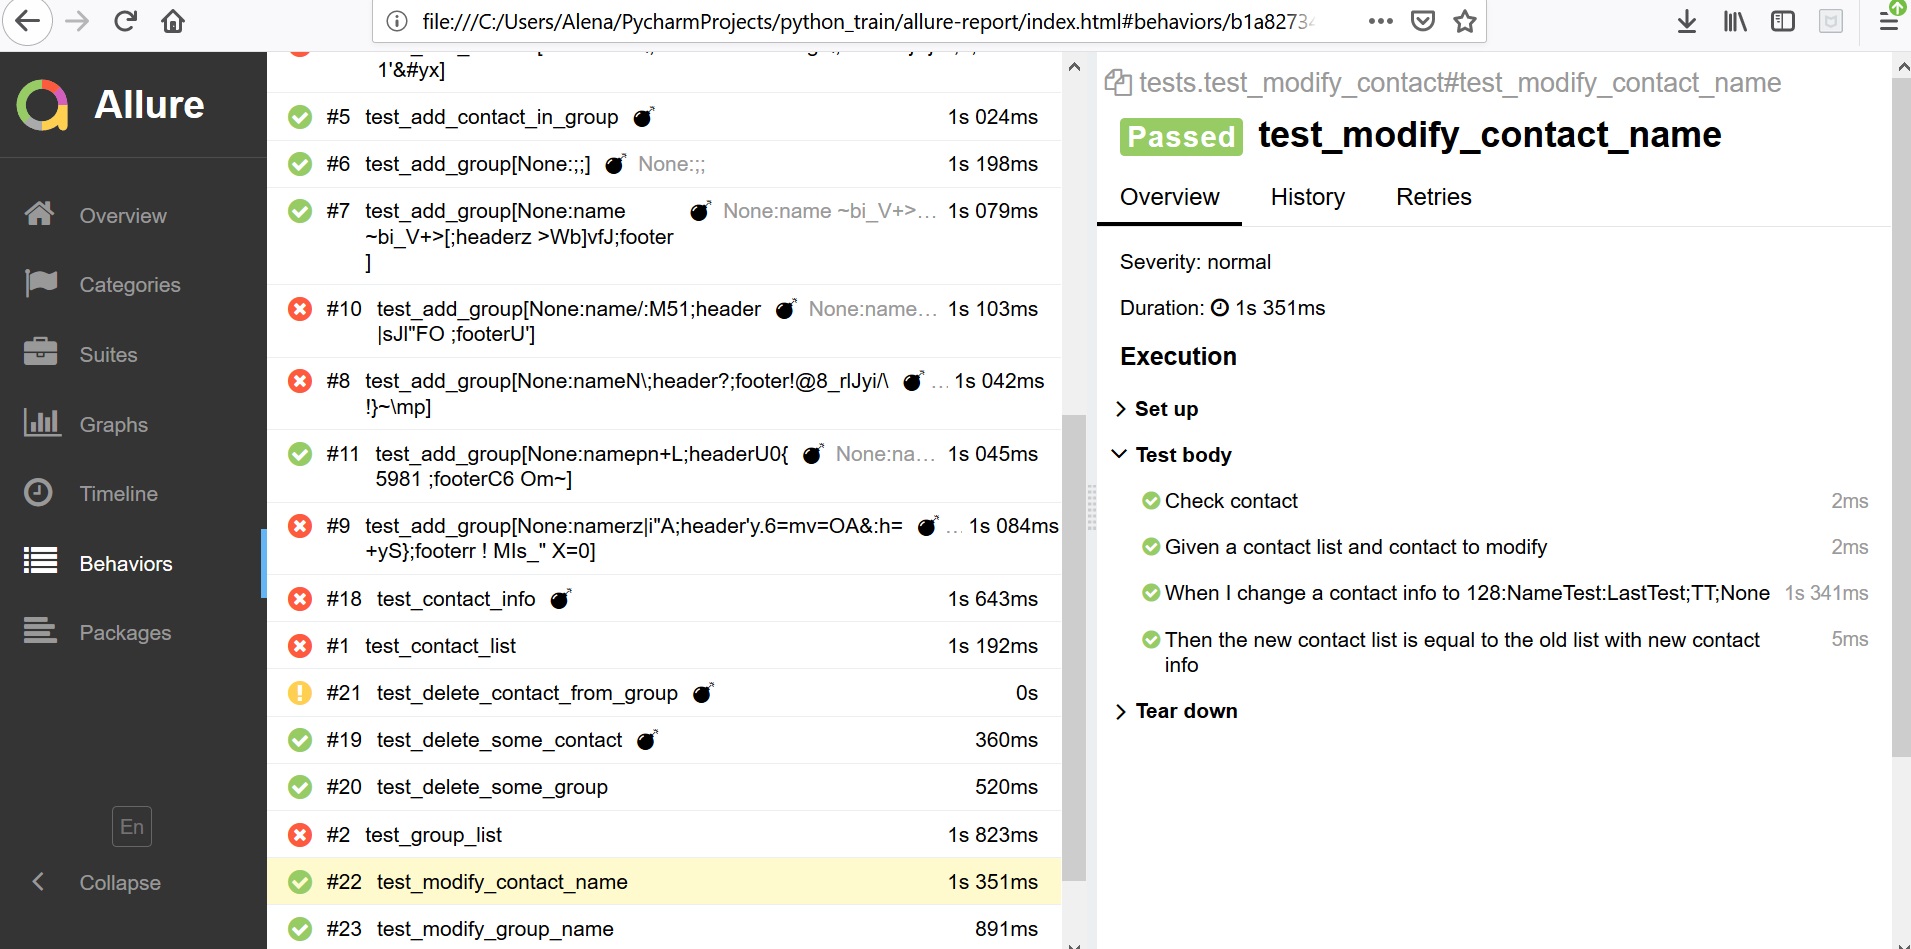 file:///C:/Users/Alena/PycharmProjects/python_train/allure-report/index.html#behaviors/b1a8273
Allure
Overview
Categories
Suites
Graphs
Timeline
Behaviors
Packages
En
Collapse
1'&#yx]
#5 test_add_contact_in_group 1s 024ms
#6 test_add_group[None:;;] None:;; 1s 198ms
#7 test_add_group[None:name None:name ~bi_V+>... 1s 079ms
~bi_V+>[;headerz >Wb]vfJ;footer
]
#10 test_add_group[None:name/:M51;header None:name... 1s 103ms
|sJl"FO ;footerU']
#8 test_add_group[None:nameN\;header?;footer!@8_rlJyi/\ ... 1s 042ms
!}~\mp]
#11 test_add_group[None:namepn+L;headerU0{ None:na... 1s 045ms
5981 ;footerC6 Om~]
#9 test_add_group[None:namerz|i"A;header'y.6=mv=OA&:h= ... 1s 084ms
+yS};footerr ! MIs_" X=0]
#18 test_contact_info 1s 643ms
#1 test_contact_list 1s 192ms
#21 test_delete_contact_from_group 0s
#19 test_delete_some_contact 360ms
#20 test_delete_some_group 520ms
#2 test_group_list 1s 823ms
#22 test_modify_contact_name 1s 351ms
#23 test_modify_group_name 891ms
tests.test_modify_contact#test_modify_contact_name
Passed test_modify_contact_name
Overview History Retries
Severity: normal
Duration: 1s 351ms
Execution
Set up
Test body
Check contact 2ms
Given a contact list and contact to modify 2ms
When I change a contact info to 128:NameTest:LastTest;TT;None 1s 341ms
Then the new contact list is equal to the old list with new contact 5ms
info
Tear down